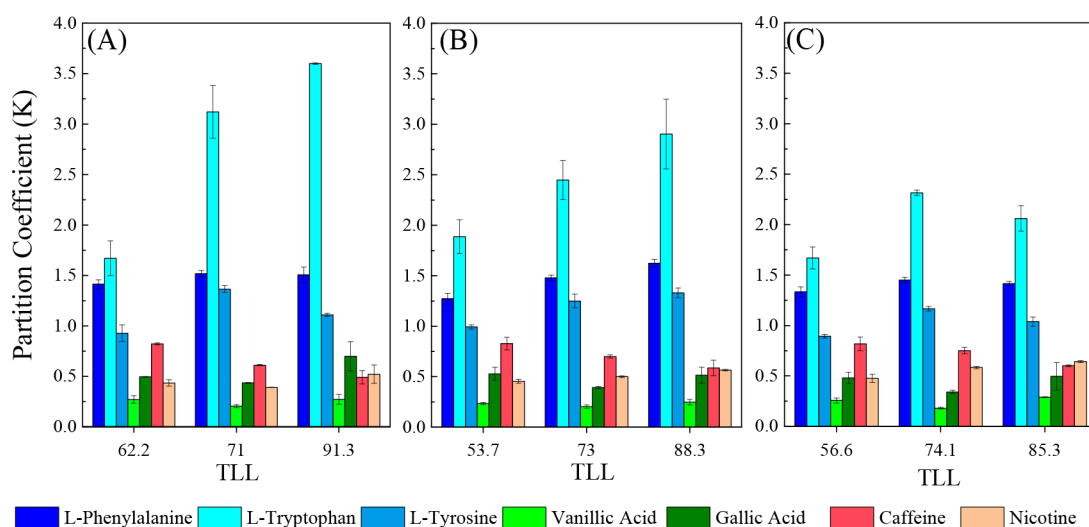 (A)
(B)
(C)
Partition Coefficient (K)
4.0
3.5
3.0
2.5
2.0
1.5
1.0
0.5
0.0
62.2 71 91.3
TLL
4.0
3.5
3.0
2.5
2.0
1.5
1.0
0.5
0.0
53.7 73 88.3
TLL
4.0
3.5
3.0
2.5
2.0
1.5
1.0
0.5
0.0
56.6 74.1 85.3
TLL
L-Phenylalanine L-Tryptophan L-Tyrosine Vanillic Acid Gallic Acid Caffeine Nicotine